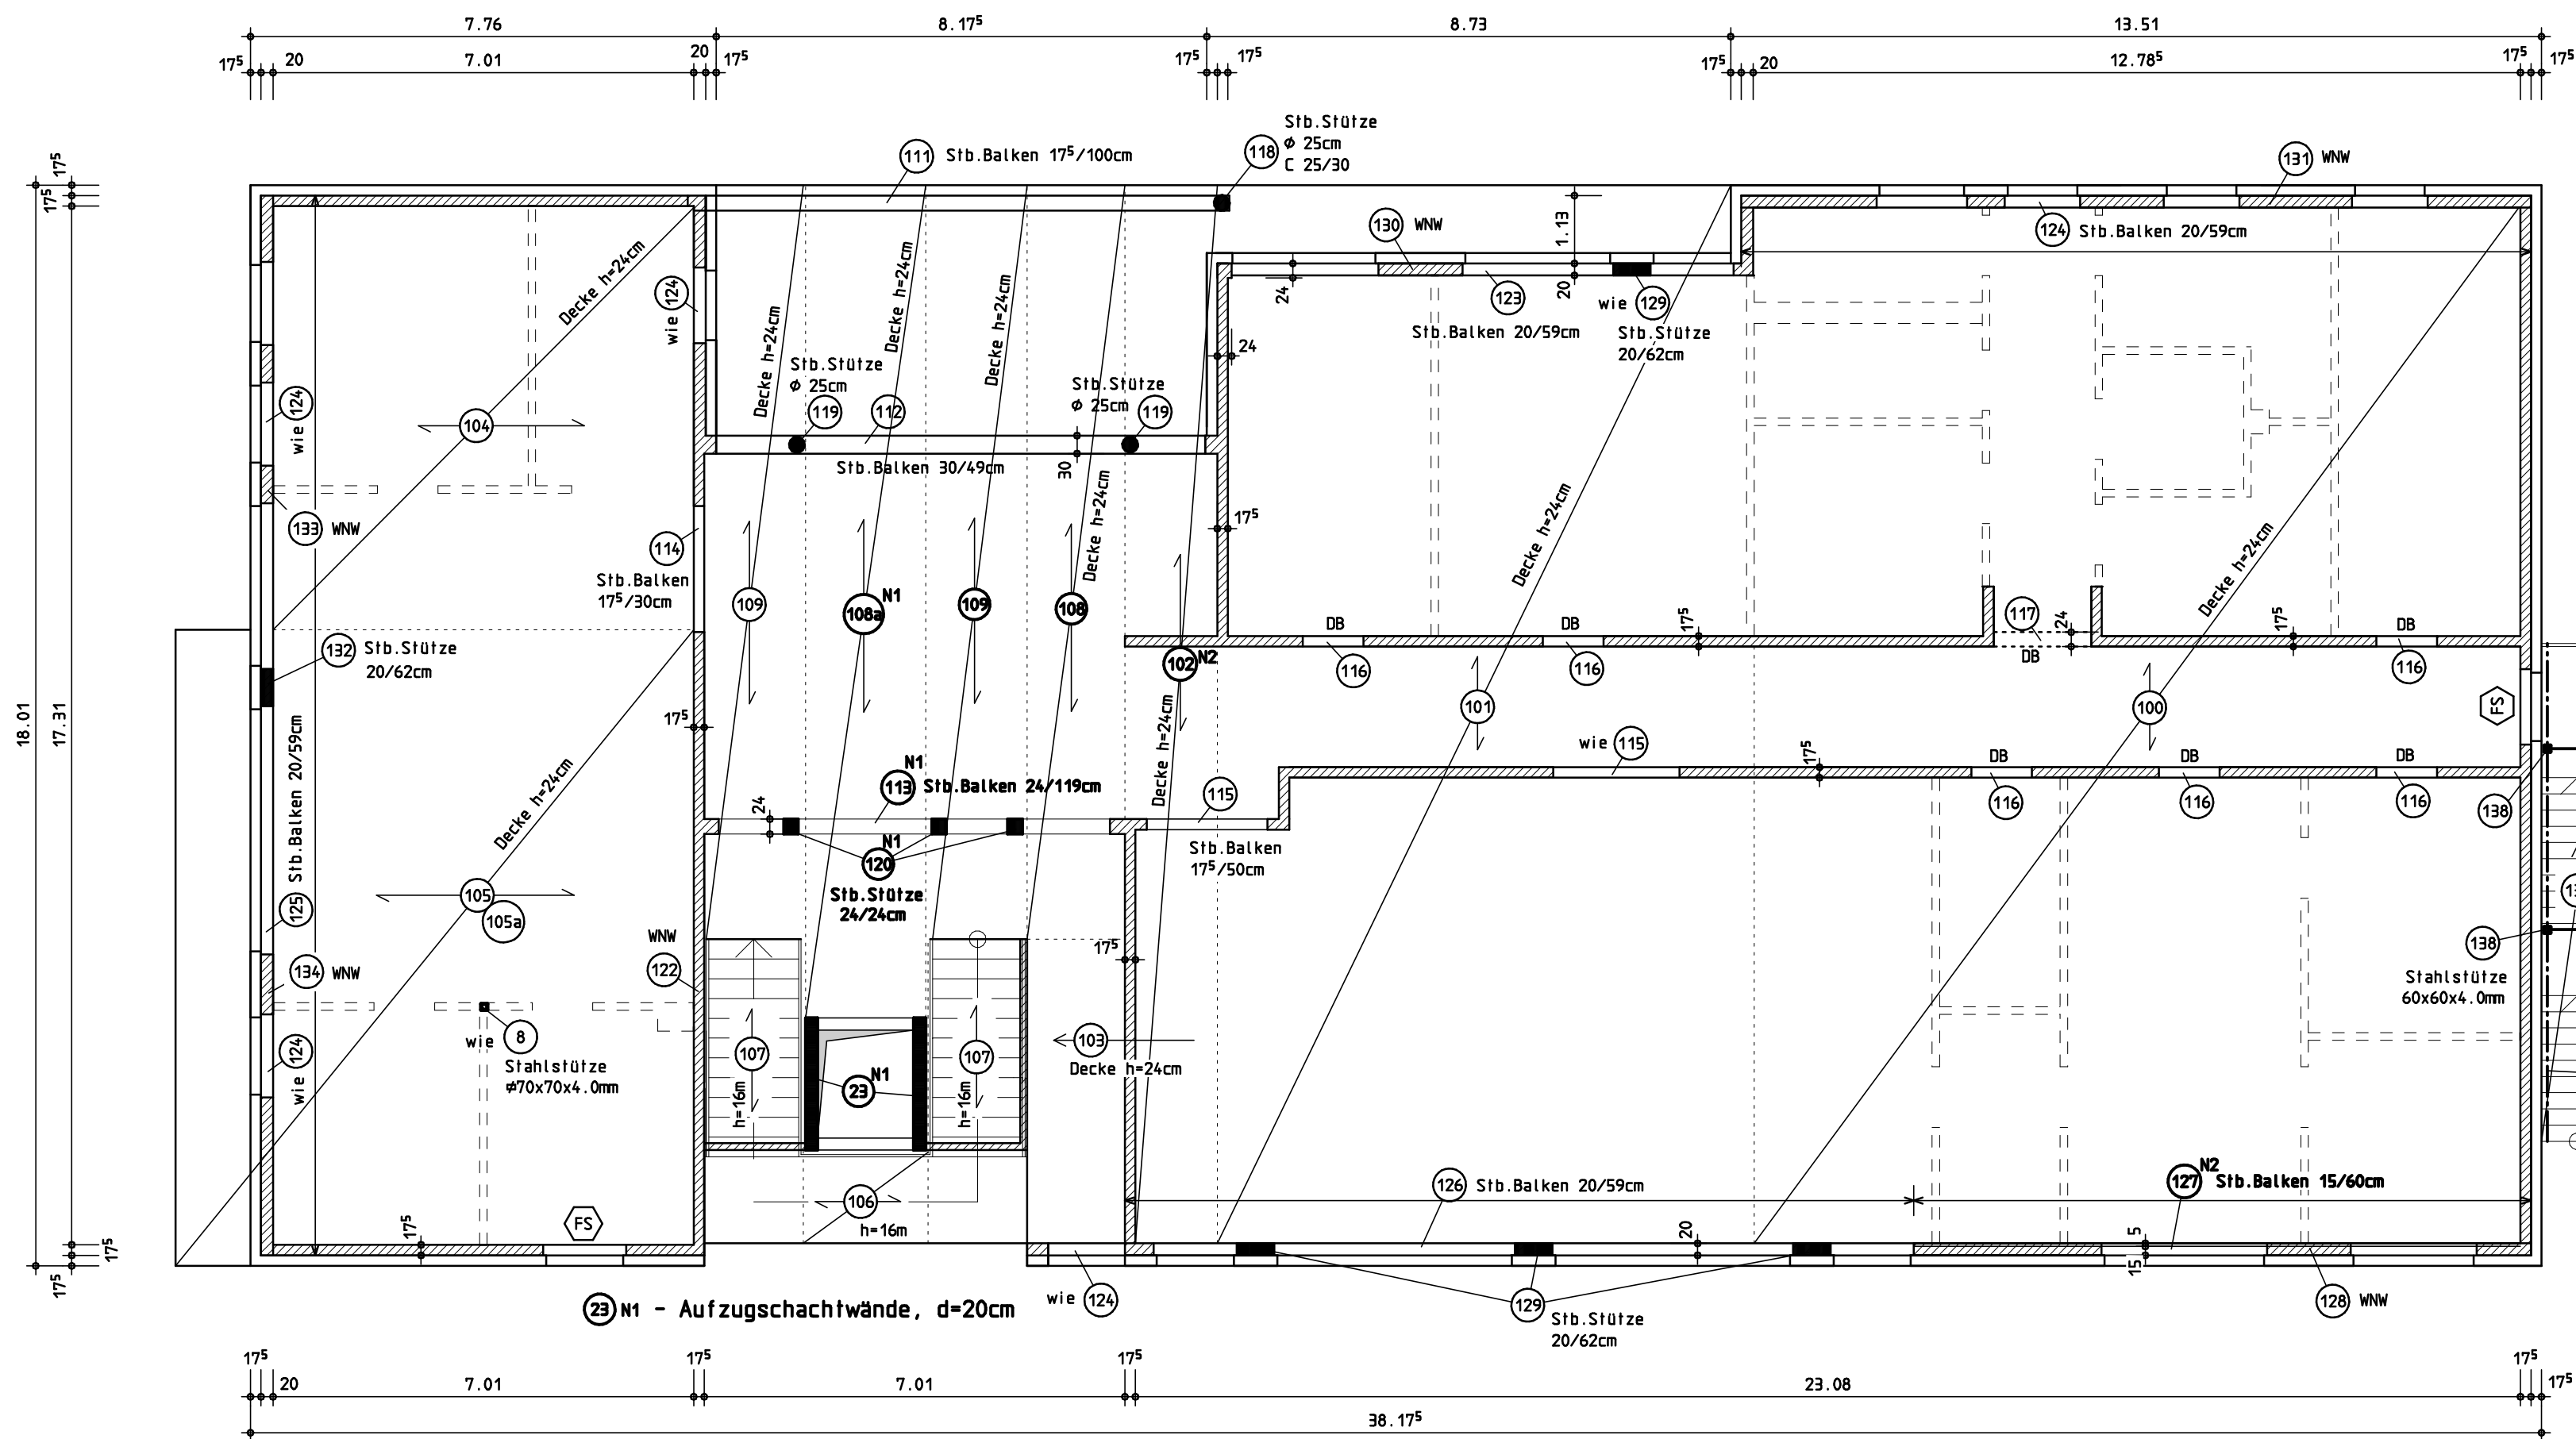 7.76 8.17⁵ 8.73 13.51
17⁵ 20 7.01 20 17⁵ 17⁵ 17⁵ 17⁵ 20 12.78⁵ 17⁵ 17⁵
Stb.Stütze
ϕ 25cm
118
C 25/30
111 Stb.Balken 17⁵/100cm
131 WNW
17⁵
17⁵
1.13
130 WNW
124 Stb.Balken 20/59cm
Decke h=24cm
Decke h=24cm
Decke h=24cm
Decke h=24cm
124
wie
24
123
20
wie 129
Stb.Balken 20/59cm
Stb.Stütze
20/62cm
24
Stb.Stütze
ϕ 25cm
119
112
Stb.Stütze
ϕ 25cm
119
124
wie
104
Stb.Balken 30/49cm
30
Decke h=24cm
17⁵
Decke h=24cm
Decke h=24cm
133 WNW
114
Stb.Balken
17⁵/30cm
109
108a N1
109
108
102 N2
DB
116
DB
116
17⁵
117
24
DB
17⁵
DB
116
132 Stb.Stütze
20/62cm
18.01
17.31
17⁵
Decke h=24cm
101
100
FS
Stb.Balken 20/59cm
wie 115
17⁵
DB
116
DB
116
DB
116
138
N1
113 Stb.Balken 24/119cm
24
115
Stb.Balken
17⁵/50cm
Decke h=24cm
N1
120
Stb.Stütze
24/24cm
105
105a
125
WNW
122
134 WNW
17⁵
138
Stahlstütze
60x60x4.0mm
124
wie
wie 8
Stahlstütze
70x70x4.0mm
107
h=16m
23 N1
107
h=16m
103
Decke h=24cm
126 Stb.Balken 20/59cm
127 N2 Stb.Balken 15/60cm
106
h=16m
FS
17⁵
20
5
15
17⁵
17⁵
23 N1 - Aufzugschachtwände, d=20cm
wie 124
129
Stb.Stütze
20/62cm
128 WNW
17⁵ 17⁵ 17⁵ 17⁵
20 7.01 7.01 23.08 17⁵
38.17⁵